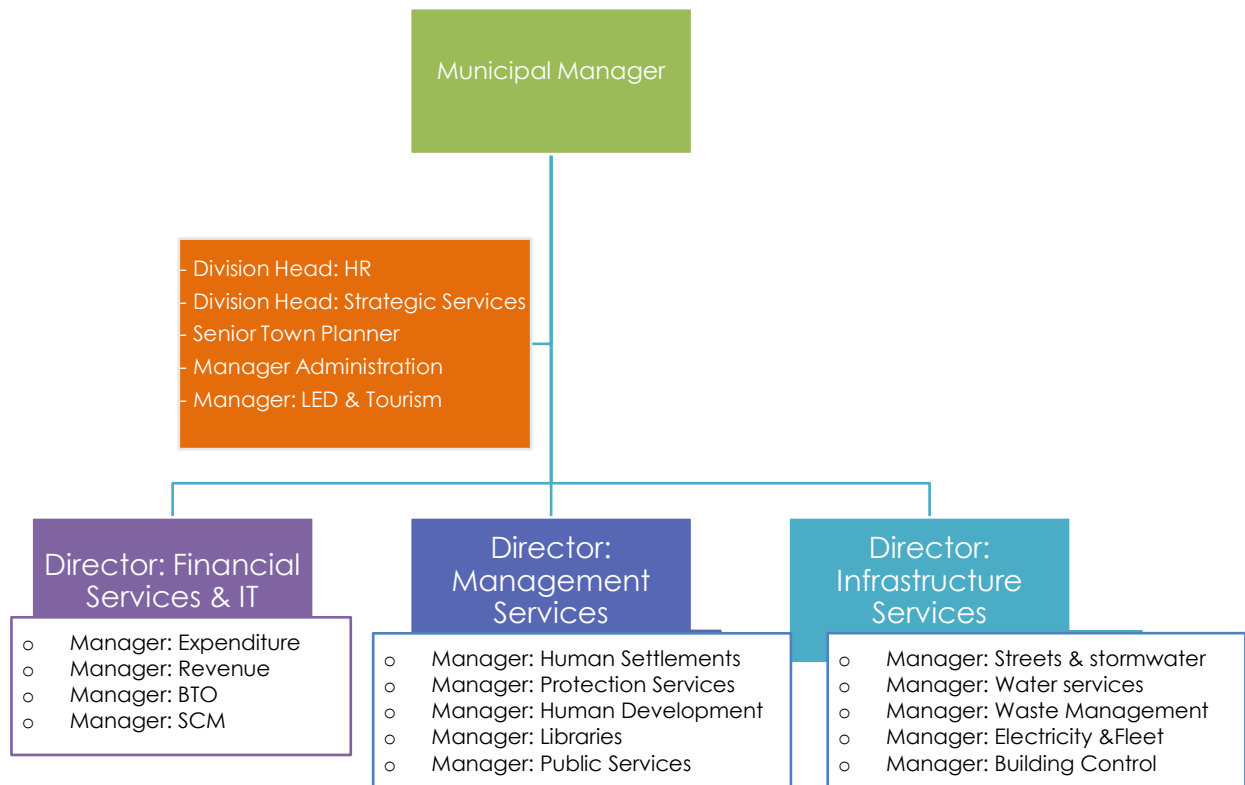 Municipal Manager
- Division Head: HR
- Division Head: Strategic Services
- Senior Town Planner
- Manager Administration
- Manager: LED & Tourism
Director: Financial
Services & IT
o Manager: Expenditure
o Manager: Revenue
o Manager: BTO
o Manager: SCM
Director:
Management
Services
o Manager: Human Settlements
o Manager: Protection Services
o Manager: Human Development
o Manager: Libraries
o Manager: Public Services
Director:
Infrastructure
Services
o Manager: Streets & stormwater
o Manager: Water services
o Manager: Waste Management
o Manager: Electricity &Fleet
o Manager: Building Control